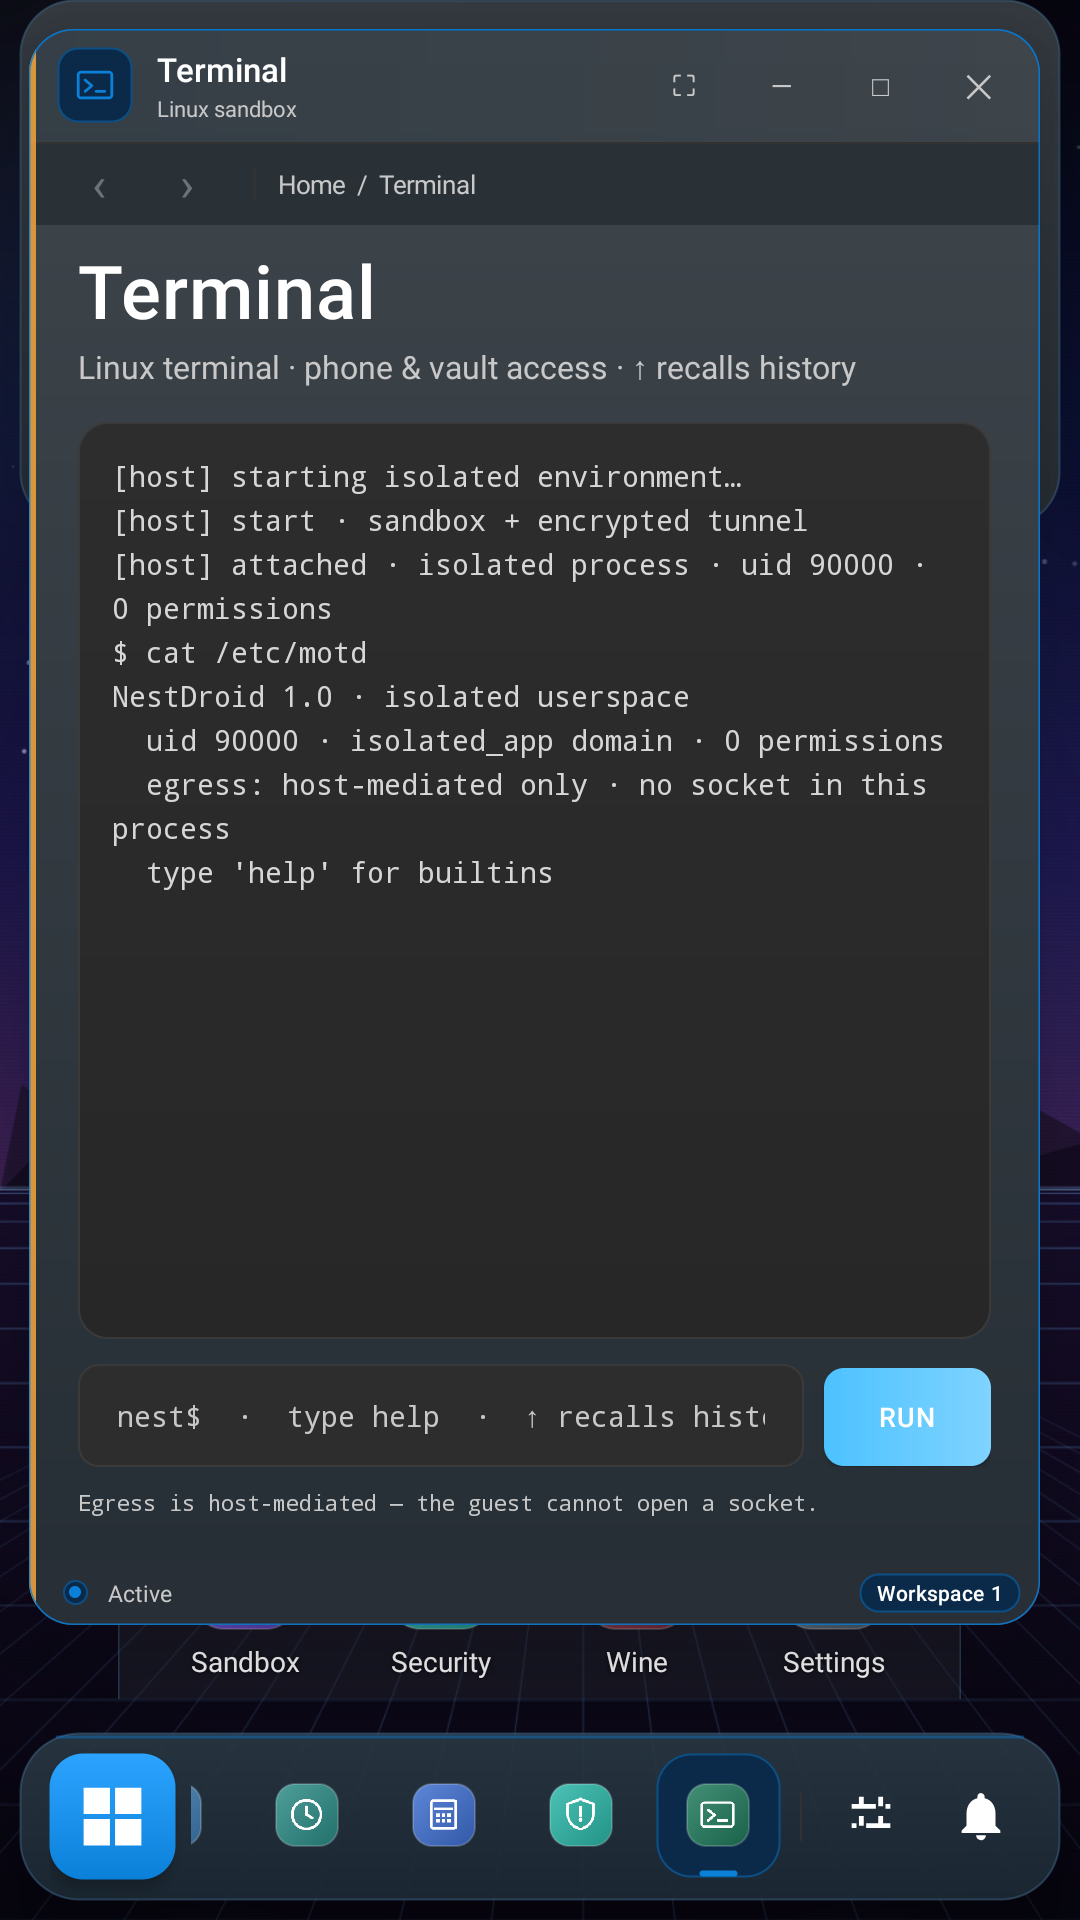 Terminal
Linux sandbox
Home / Terminal
Terminal
Linux terminal · phone & vault access · ↑ recalls history
[host] starting isolated environment…
[host] start · sandbox + encrypted tunnel
[host] attached · isolated process · uid 90000 ·
0 permissions
$ cat /etc/motd
NestDroid 1.0 · isolated userspace
uid 90000 · isolated_app domain · 0 permissions
egress: host-mediated only · no socket in this
process
type 'help' for builtins
nest$ · type help · ↑ recalls
RUN
Egress is host-mediated — the guest cannot open a socket.
Active
Workspace 1
Sandbox Security Wine Settings